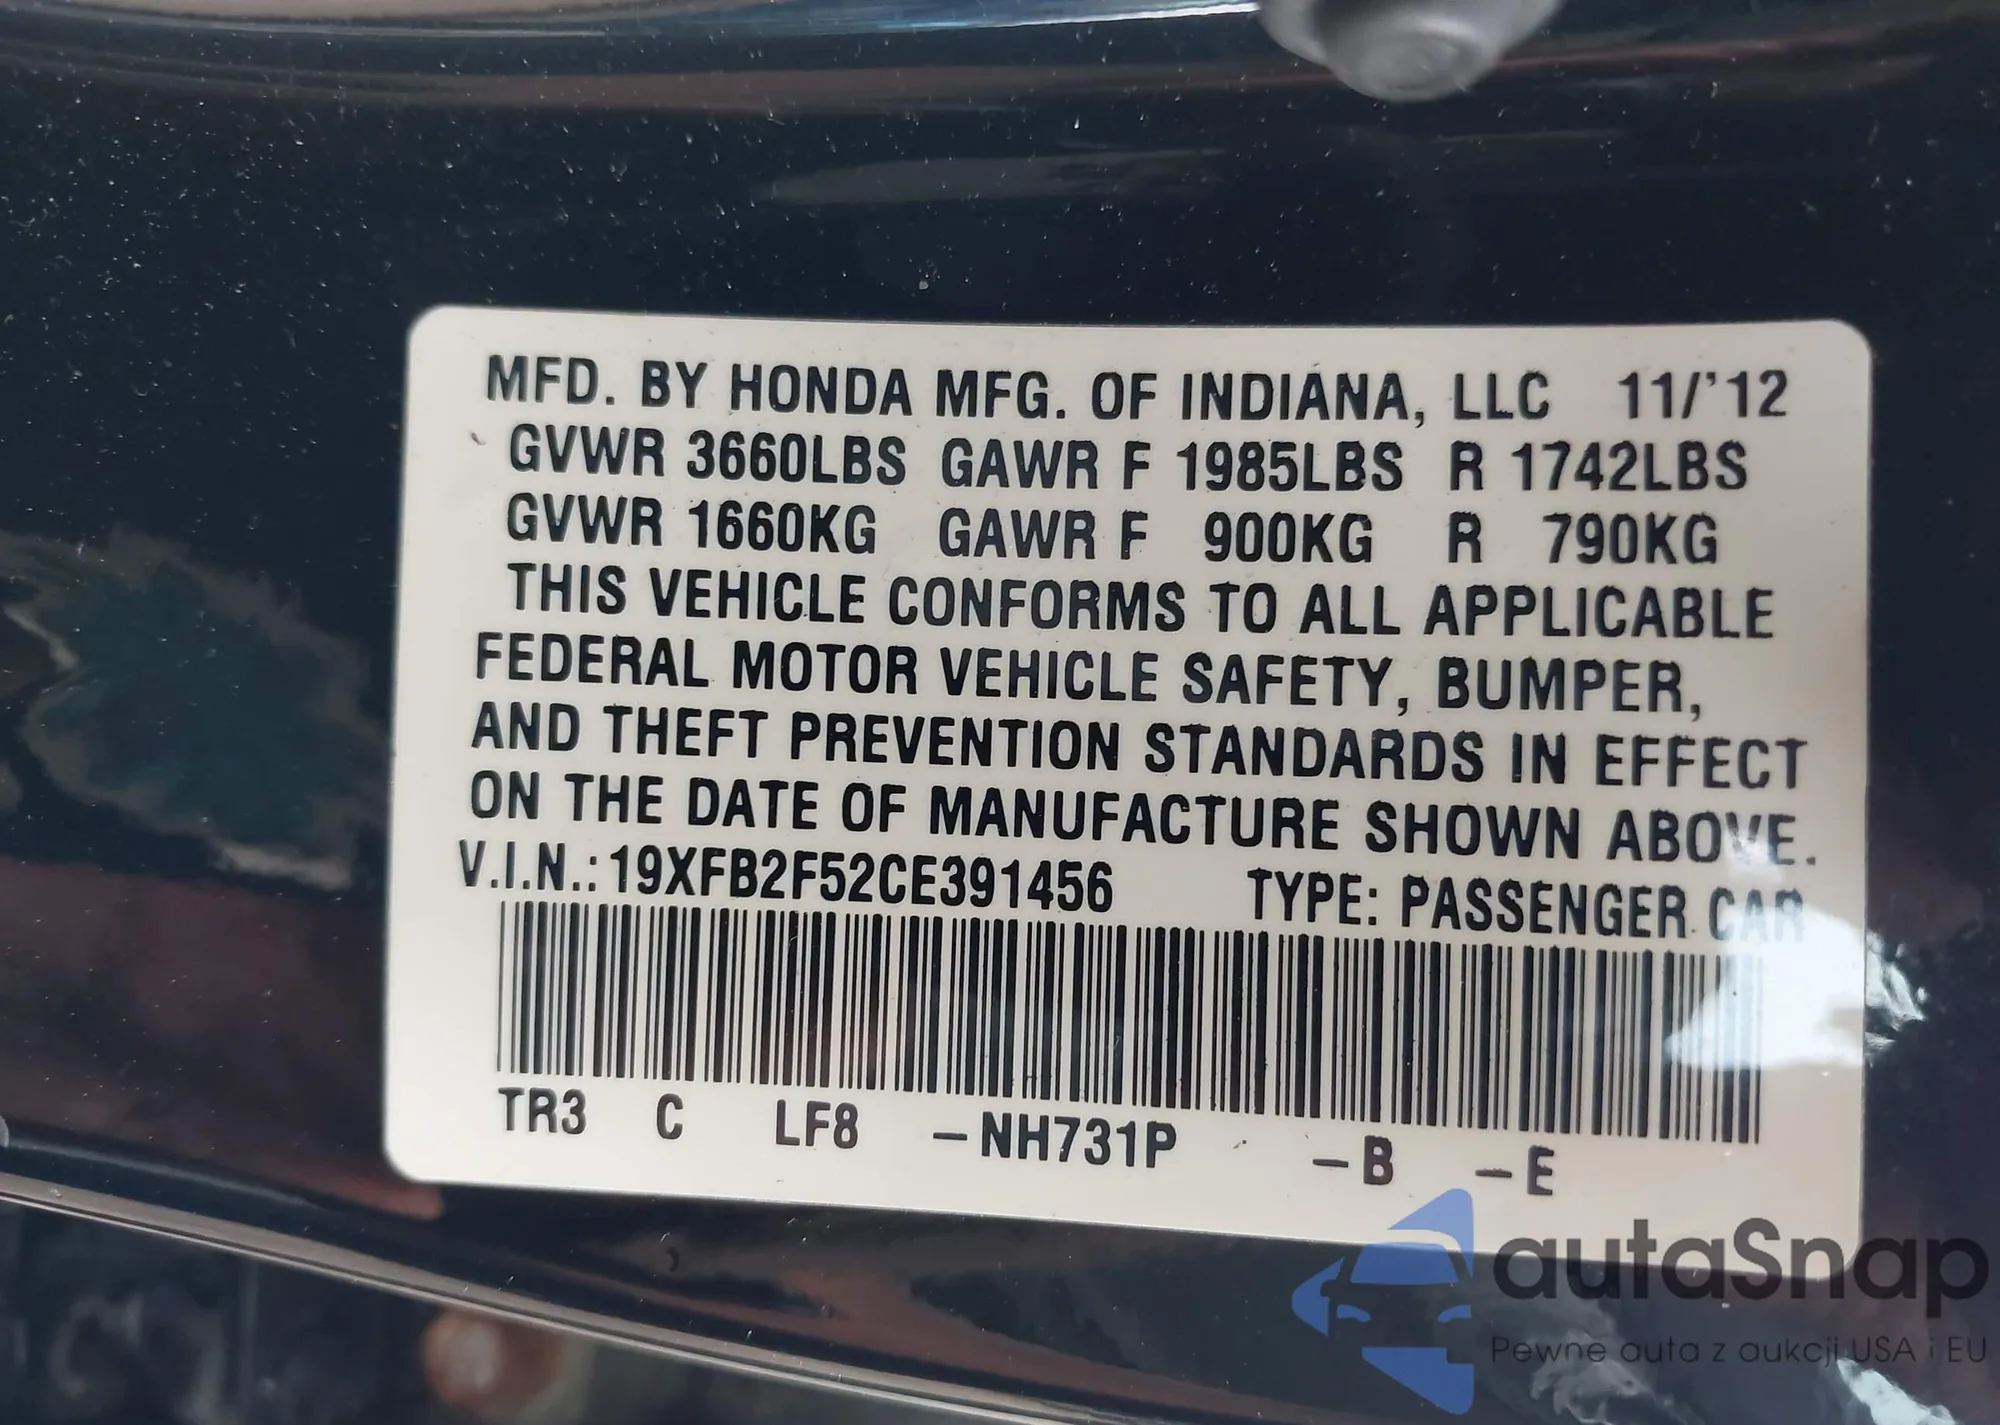 MFD. BY HONDA MFG. OF INDIANA, LLC 11/'12
GVWR 3660LBS GAWR F 1985LBS R 1742LBS
GVWR 1660KG GAWR F 900KG R 790KG
THIS VEHICLE CONFORMS TO ALL APPLICABLE
FEDERAL MOTOR VEHICLE SAFETY, BUMPER,
AND THEFT PREVENTION STANDARDS IN EFFECT
ON THE DATE OF MANUFACTURE SHOWN ABOVE.
V.I.N.: 19XFB2F52CE391456 TYPE: PASSENGER CAR
TR3 C LF8 –NH731P –B –E
autaSnap
Pewne auta z aukcji USA i EU